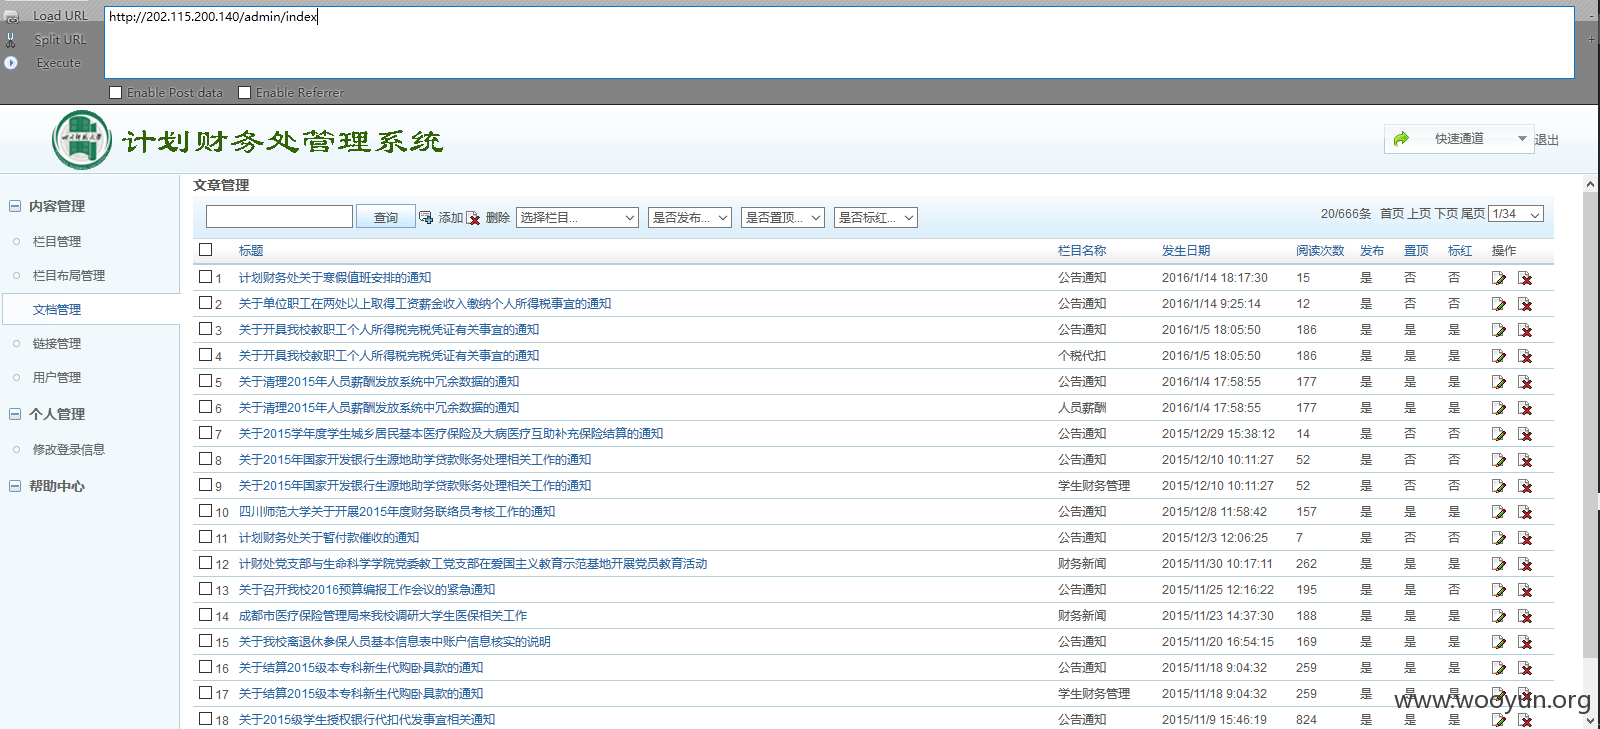 Load URL
http://202.115.200.140/admin/index
Split URL
Execute
Enable Post data Enable Referrer
计划财务处管理系统
快速通道
退出
内容管理
栏目管理
栏目布局管理
文档管理
链接管理
用户管理
个人管理
修改登录信息
帮助中心
文章管理
查询 添加 删除 选择栏目... 是否发布... 是否置顶... 是否标红... 20/666条 首页 上页 下页 尾页 1/34
标题 栏目名称 发生日期 阅读次数 发布 置顶 标红 操作
1 计划财务处关于寒假值班安排的通知 公告通知 2016/1/14 18:17:30 15 是 否 否
2 关于单位职工在两处以上取得工资薪金收入缴纳个人所得税事宜的通知 公告通知 2016/1/14 9:25:14 12 是 否 否
3 关于开具我校教职工个人所得税完税凭证有关事宜的通知 公告通知 2016/1/5 18:05:50 186 是 是 是
4 关于开具我校教职工个人所得税完税凭证有关事宜的通知 个税代扣 2016/1/5 18:05:50 186 是 是 是
5 关于清理2015年人员薪酬发放系统中冗余数据的通知 公告通知 2016/1/4 17:58:55 177 是 是 是
6 关于清理2015年人员薪酬发放系统中冗余数据的通知 人员薪酬 2016/1/4 17:58:55 177 是 是 是
7 关于2015学年度学生城乡居民基本医疗保险及大病医疗互助补充保险结算的通知 公告通知 2015/12/29 15:38:12 14 是 否 否
8 关于2015年国家开发银行生源地助学贷款账务处理相关工作的通知 公告通知 2015/12/10 10:11:27 52 是 否 否
9 关于2015年国家开发银行生源地助学贷款账务处理相关工作的通知 学生财务管理 2015/12/10 10:11:27 52 是 否 否
10 四川师范大学关于开展2015年度财务联络员考核工作的通知 公告通知 2015/12/8 11:58:42 157 是 是 是
11 计划财务处关于暂付款催收的通知 公告通知 2015/12/3 12:06:25 7 是 否 否
12 计财处党支部与生命科学学院党委教工党支部在爱国主义教育示范基地开展党员教育活动 财务新闻 2015/11/30 10:17:11 262 是 是 是
13 关于召开我校2016预算编报工作会议的紧急通知 公告通知 2015/11/25 12:16:22 195 是 是 否
14 成都市医疗保险管理局来我校调研大学生医保相关工作 财务新闻 2015/11/23 14:37:30 188 是 是 是
15 关于我校离退休参保人员基本信息表中账户信息核实的说明 公告通知 2015/11/20 16:54:15 169 是 是 是
16 关于结算2015级本专科新生代购卧具款的通知 公告通知 2015/11/18 9:04:32 259 是 是 是
17 关于结算2015级本专科新生代购卧具款的通知 学生财务管理 2015/11/18 9:04:32 259 是 是 是
18 关于2015级学生授权银行代扣代发事宜相关通知 公告通知 2015/11/9 15:46:19 824 是 是 是
www.wooyun.org